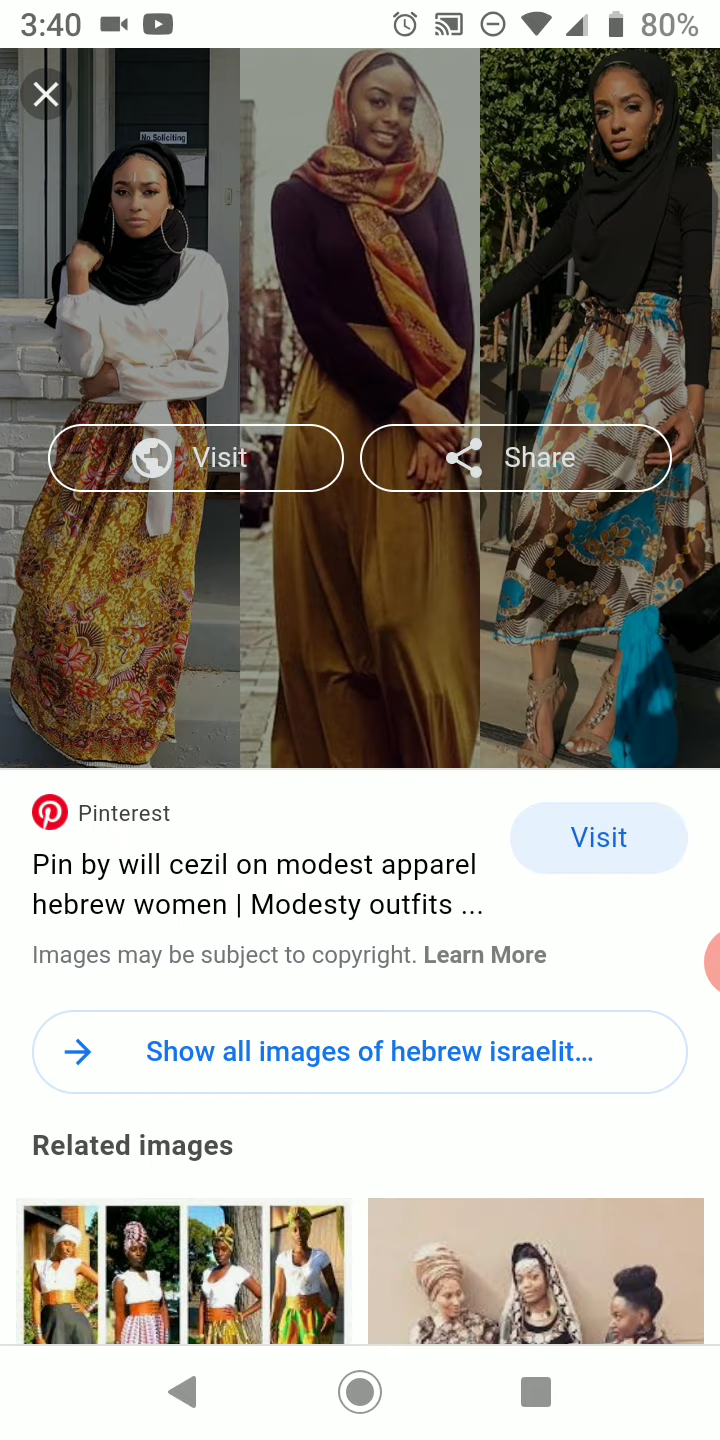 3:40
80%
No Soliciting
Visit
Share
Pinterest
Visit
Pin by will cezil on modest apparel
hebrew women | Modesty outfits ...
Images may be subject to copyright. Learn More
Show all images of hebrew israelit...
Related images